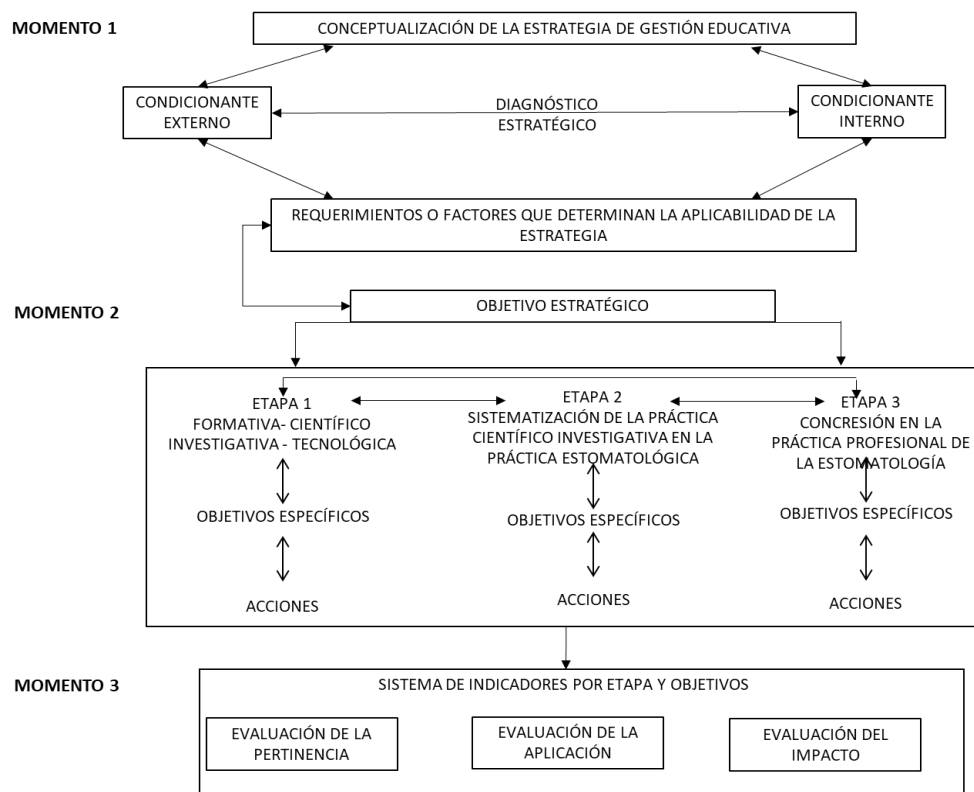 MOMENTO 1
CONCEPTUALIZACIÓN DE LA ESTRATEGIA DE GESTIÓN EDUCATIVA
CONDICIONANTE
EXTERNO
DIAGNÓSTICO
ESTRATÉGICO
CONDICIONANTE
INTERNO
REQUERIMIENTOS O FACTORES QUE DETERMINAN LA APLICABILIDAD DE LA
ESTRATEGIA
MOMENTO 2
OBJETIVO ESTRATÉGICO
ETAPA 1
FORMATIVA- CIENTÍFICO
INVESTIGATIVA - TECNOLÓGICA
OBJETIVOS ESPECÍFICOS
ACCIONES
ETAPA 2
SISTEMATIZACIÓN DE LA PRÁCTICA
CIENTÍFICO INVESTIGATIVA EN LA
PRÁCTICA ESTOMATOLÓGICA
OBJETIVOS ESPECÍFICOS
ACCIONES
ETAPA 3
CONCRESIÓN EN LA
PRÁCTICA PROFESIONAL DE
LA ESTOMATOLOGÍA
OBJETIVOS ESPECÍFICOS
ACCIONES
MOMENTO 3
SISTEMA DE INDICADORES POR ETAPA Y OBJETIVOS
EVALUACIÓN DE LA
PERTINENCIA
EVALUACIÓN DE LA
APLICACIÓN
EVALUACIÓN DEL
IMPACTO